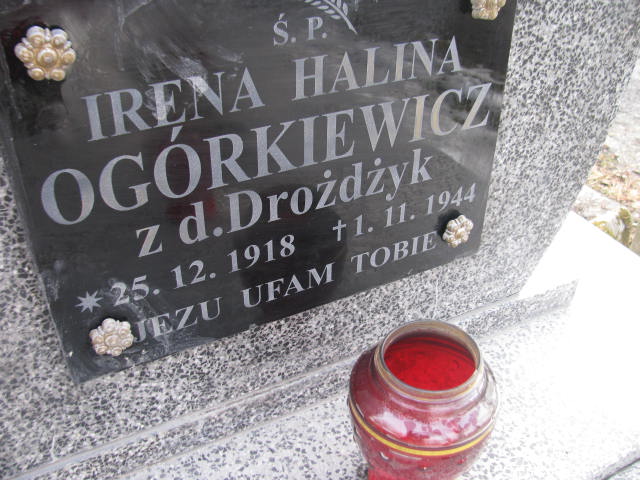 Ś. P.
IRENA HALINA
OGÓRKIEWICZ
z d. Drożdżyk
25. 12. 1918 † 1. 11. 1944
JEZU UFAM TOBIE